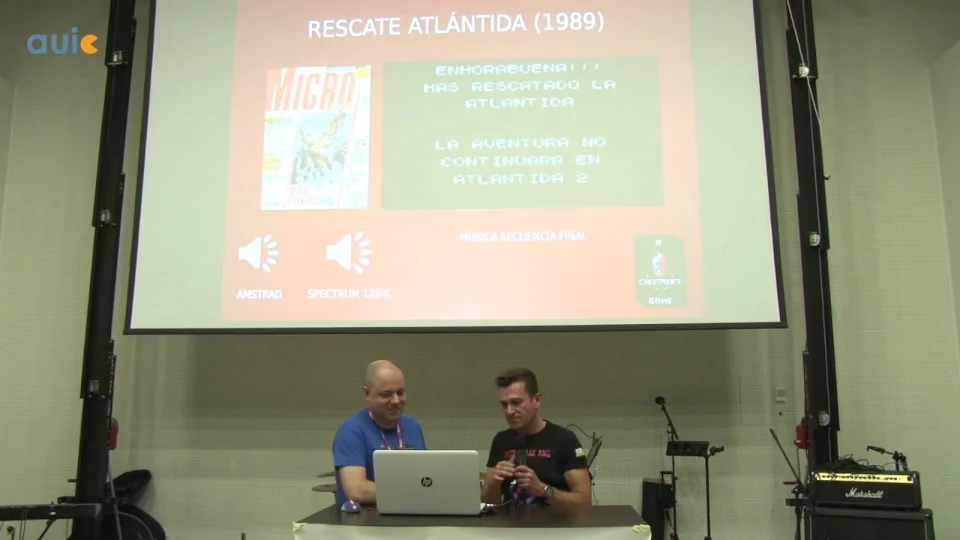 auic
RESCATE ATLÁNTIDA (1989)
MICRO
ENHORABUENA!!!
HAS RESCATADO LA
ATLANTIDA
LA AVENTURA NO
CONTINUARA EN
ATLANTIDA 2
MÚSICA SECUENCIA FINAL
AMSTRAD
SPECTRUM 128 K
GAME
hp
Marshall